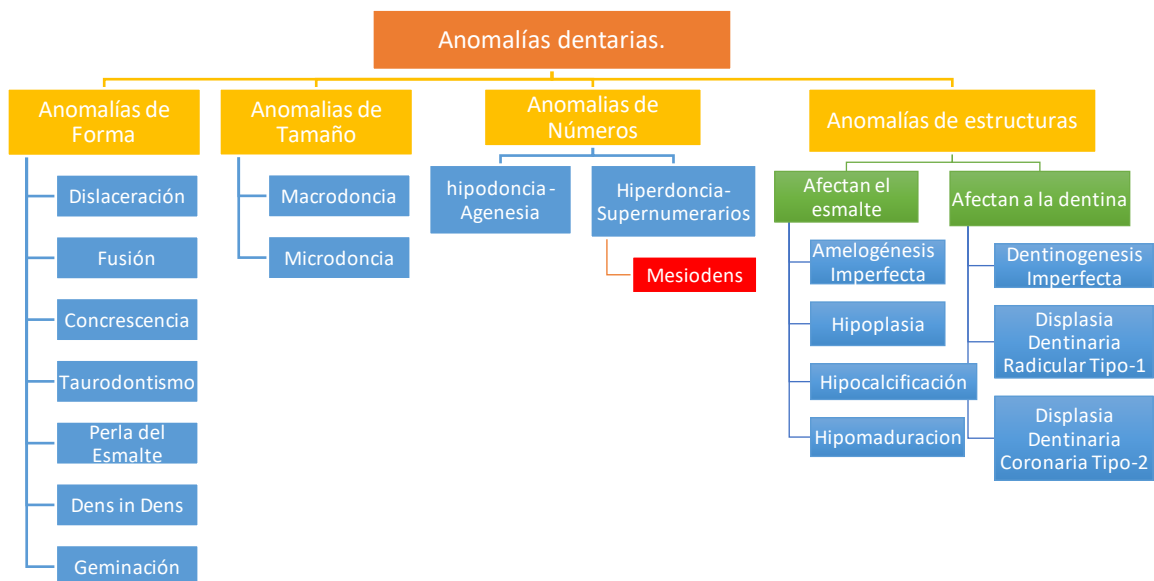 Anomalías dentarias.
Anomalías de
Forma
Dislaceración
Fusión
Concrescencia
Taurodontismo
Perla del
Esmalte
Dens in Dens
Geminación
Anomalias de
Tamaño
Macrodoncia
Microdoncia
Anomalias de
Números
hipodoncia-
Agenesia
Hiperdoncia-
Supernumerarios
Mesiodens
Anomalías de estructuras
Afectan el
esmalte
Amelogénesis
Imperfecta
Hipoplasia
Hipocalcificación
Hipomaduracion
Afectan a la dentina
Dentinogenesis
Imperfecta
Displasia
Dentinaria
Radicular Tipo-1
Displasia
Dentinaria
Coronaria Tipo-2